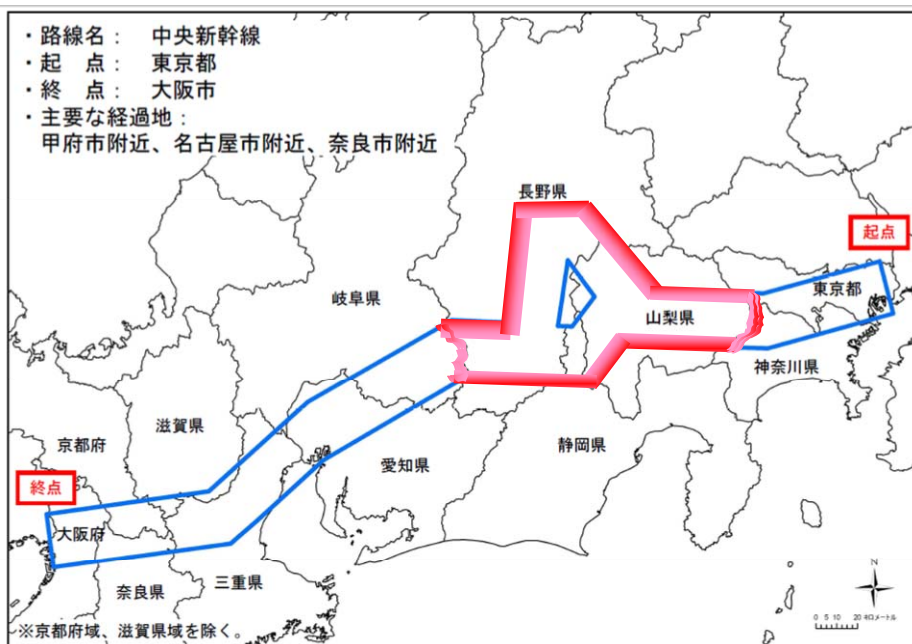 ・路線名： 中央新幹線
・起 点： 東京都
・終 点： 大阪市
・主要な経過地：
甲府市附近、名古屋市附近、奈良市附近
長野県
起点
東京都
岐阜県
山梨県
神奈川県
滋賀県
京都府
愛知県
静岡県
終点
大阪府
三重県
奈良県
※京都府域、滋賀県域を除く。
N
0 5 10 20 キロメートル